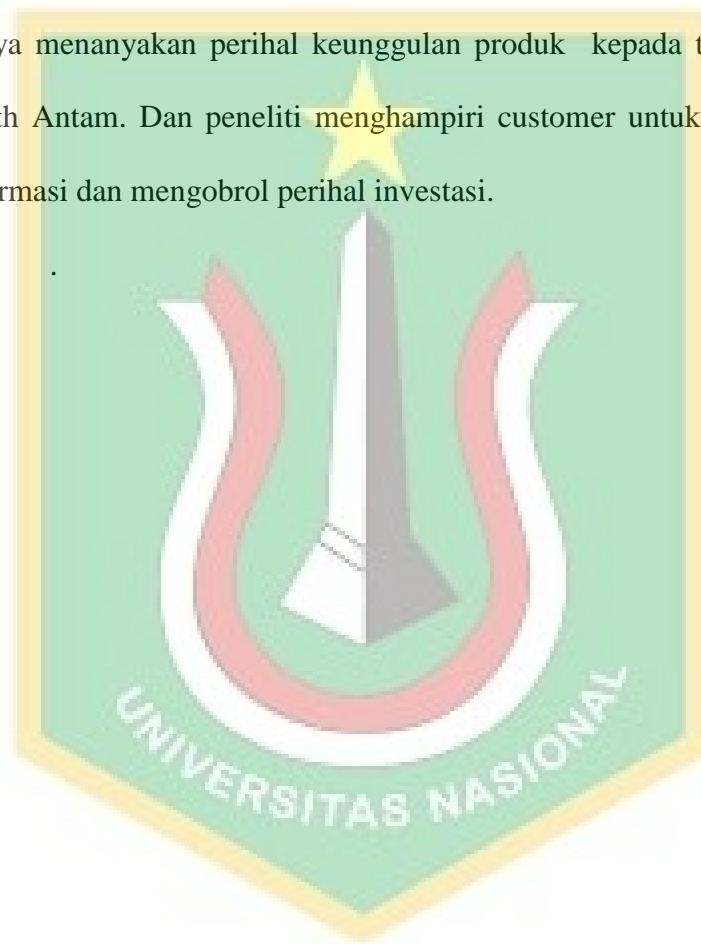 menanyakan perihal keunggulan produk kepada
Antam. Dan peneliti menghampiri customer untuk
dan mengobrol perihal investasi.
.
UNIVERSITAS NASIONAL